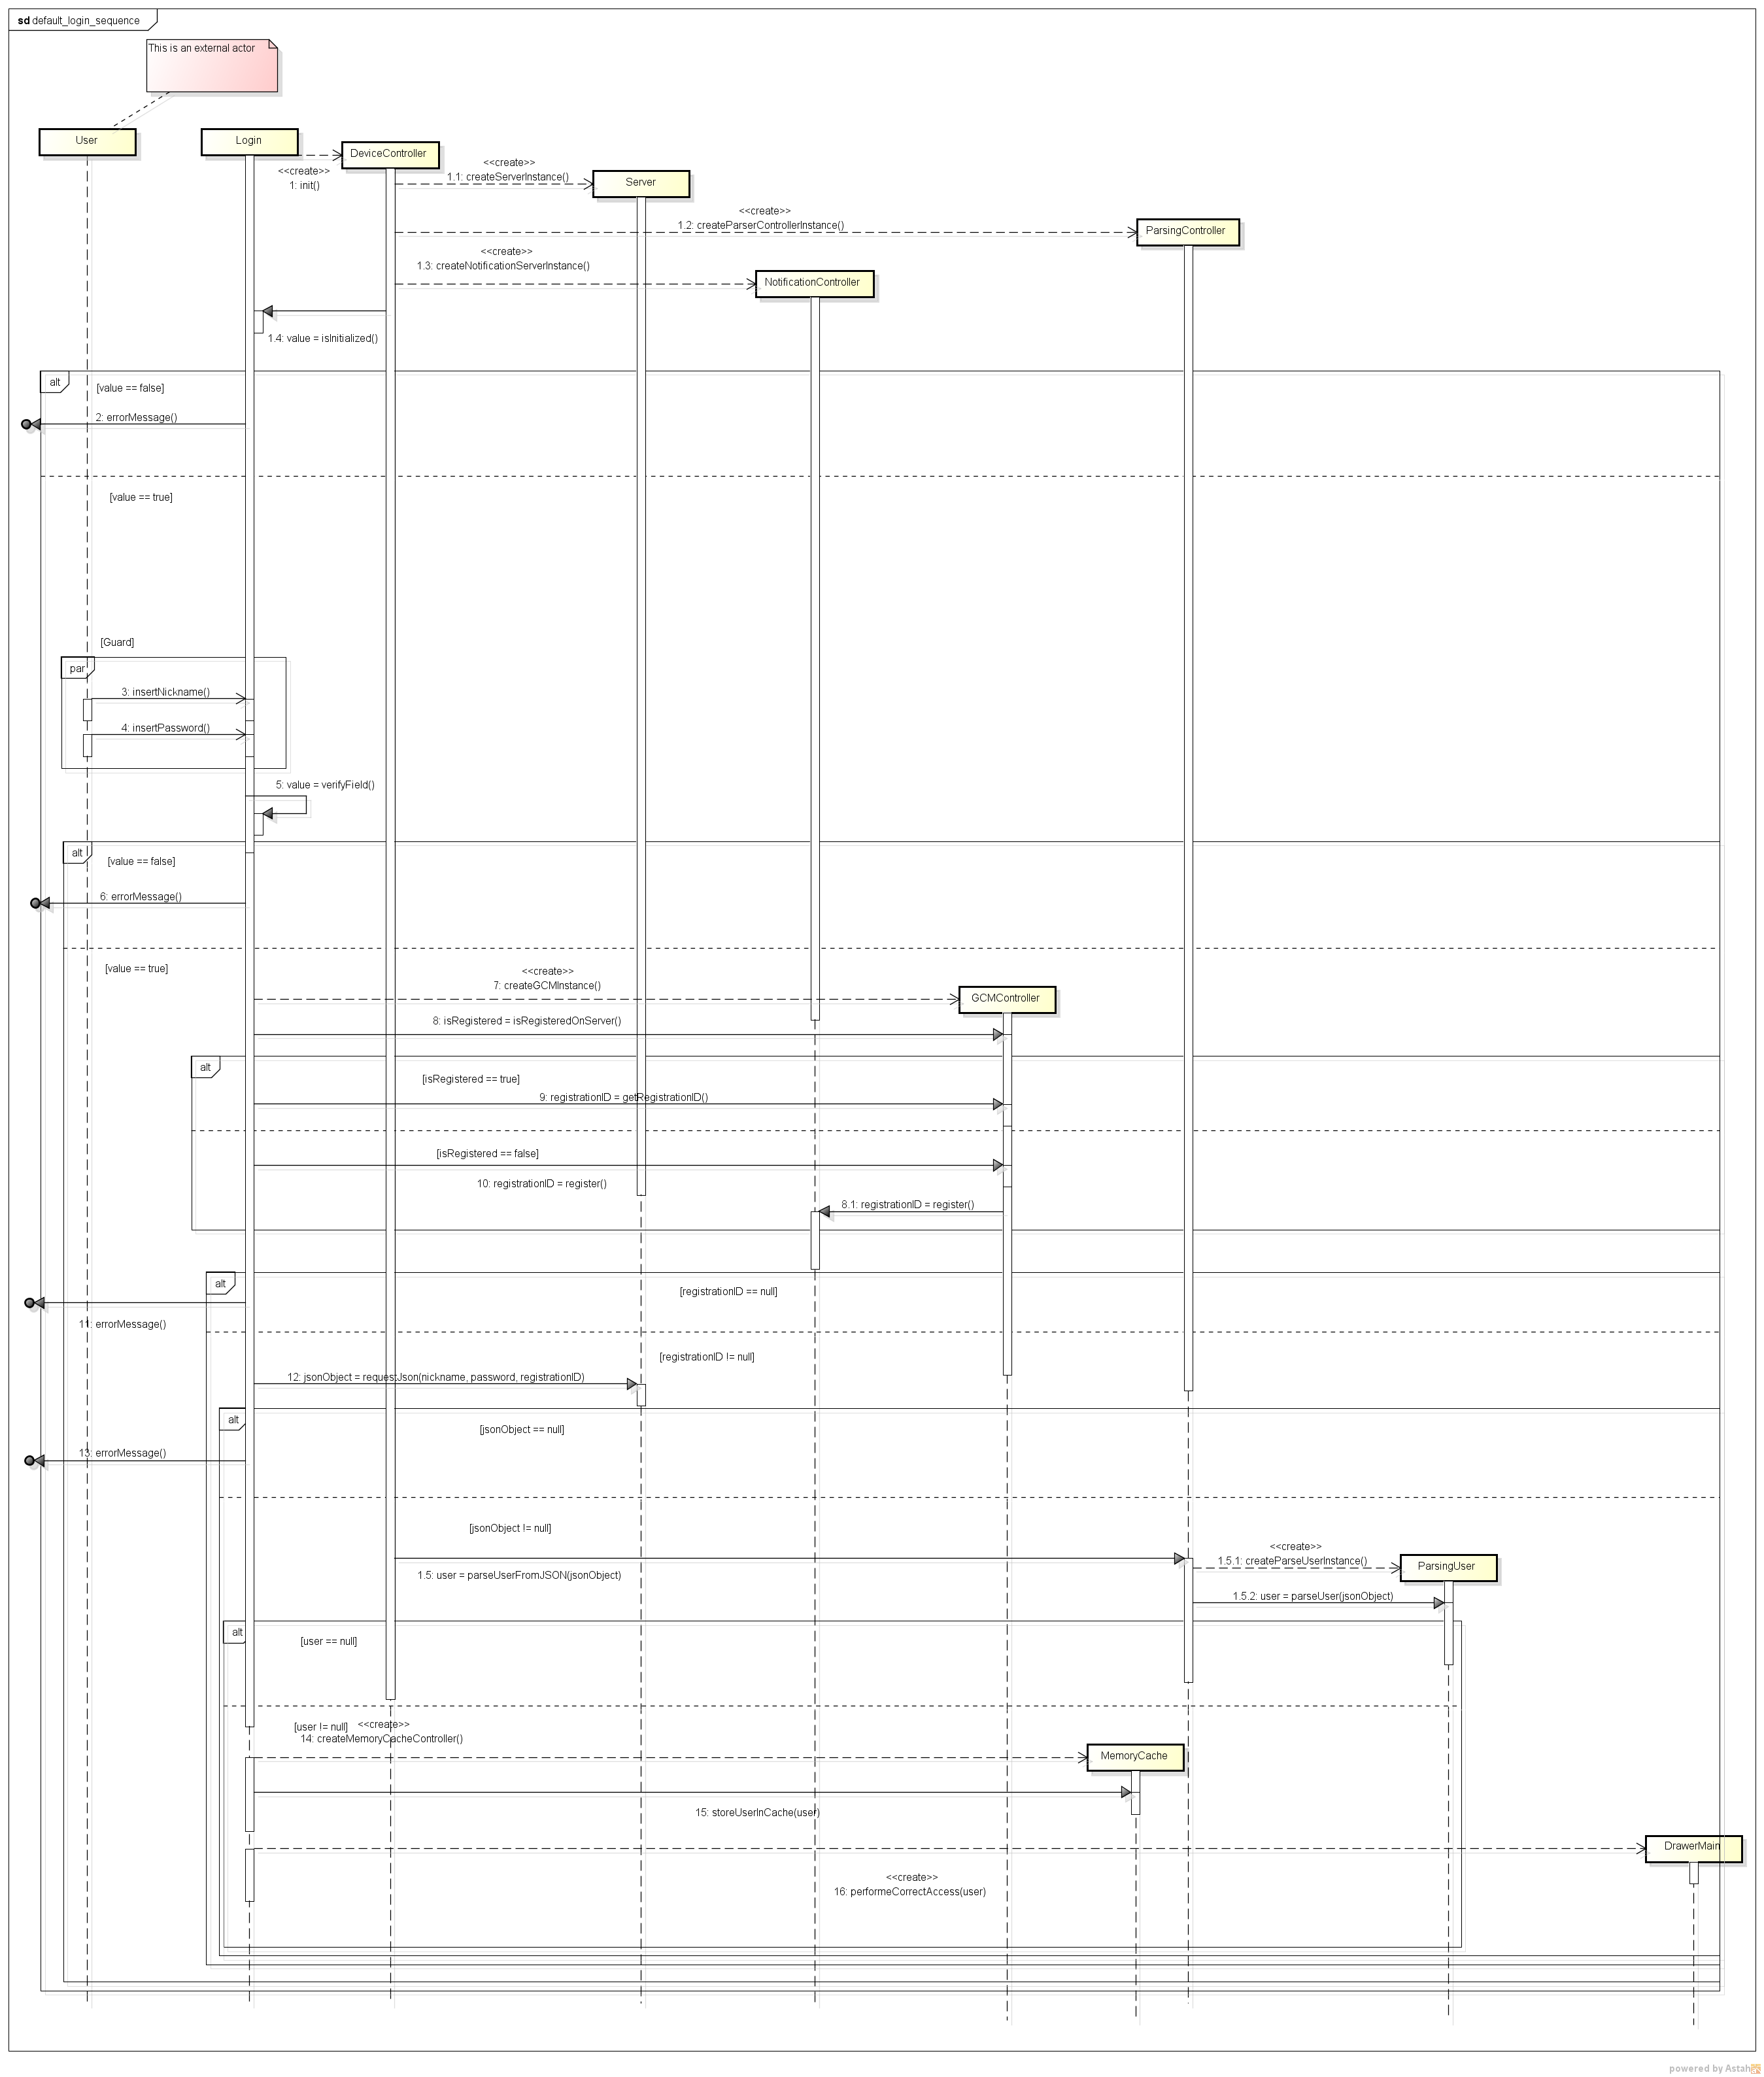 sd default_login_sequence
This is an external actor
User
Login
DeviceController
<<create>>
1: init()
<<create>>
1.1: createServerInstance()
Server
<<create>>
1.2: createParserControllerInstance()
ParsingController
<<create>>
1.3: createNotificationServerInstance()
NotificationController
1.4: value = isInitialized()
alt
[value == false]
2: errorMessage()
[value == true]
[Guard]
par
3: insertNickname()
4: insertPassword()
5: value = verifyField()
alt
[value == false]
6: errorMessage()
[value == true]
<<create>>
7: createGCMInstance()
GCMController
8: isRegistered = isRegisteredOnServer()
alt
[isRegistered == true]
9: registrationID = getRegistrationID()
[isRegistered == false]
10: registrationID = register()
8.1: registrationID = register()
alt
[registrationID == null]
11: errorMessage()
[registrationID != null]
12: jsonObject = requestJson(nickname, password, registrationID)
alt
[jsonObject == null]
13: errorMessage()
[jsonObject != null]
<<create>>
1.5.1: createParseUserInstance()
ParsingUser
1.5: user = parseUserFromJSON(jsonObject)
1.5.2: user = parseUser(jsonObject)
alt
[user == null]
[user != null]
<<create>>
14: createMemoryCacheController()
MemoryCache
15: storeUserInCache(user)
DrawerMain
<<create>>
16: performeCorrectAccess(user)
powered by Astah